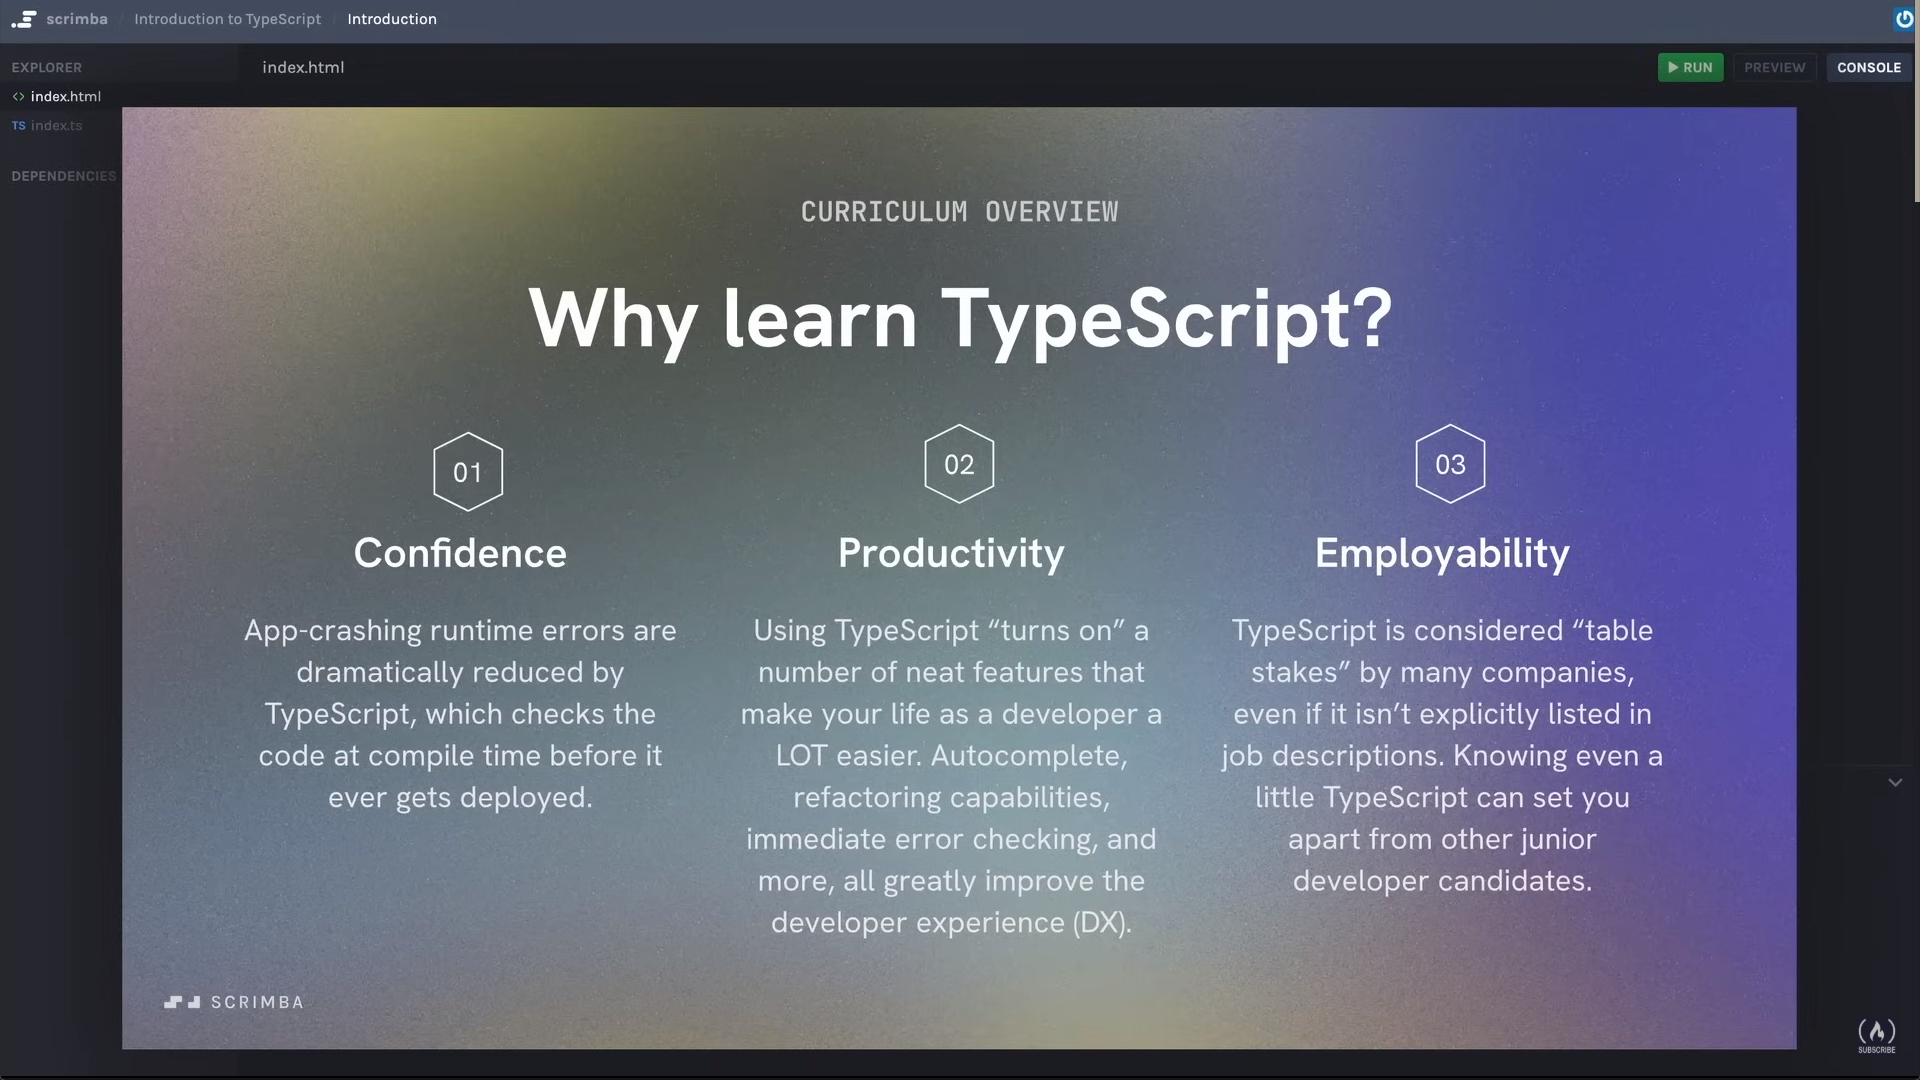 scrimba / Introduction to TypeScript / Introduction
EXPLORER
index.html
RUN
PREVIEW
CONSOLE
<> index.html
TS index.ts
DEPENDENCIES
CURRICULUM OVERVIEW
Why learn TypeScript?
01
Confidence
App-crashing runtime errors are
dramatically reduced by
TypeScript, which checks the
code at compile time before it
ever gets deployed.
02
Productivity
Using TypeScript “turns on” a
number of neat features that
make your life as a developer a
LOT easier. Autocomplete,
refactoring capabilities,
immediate error checking, and
more, all greatly improve the
developer experience (DX).
03
Employability
TypeScript is considered “table
stakes” by many companies,
even if it isn’t explicitly listed in
job descriptions. Knowing even a
little TypeScript can set you
apart from other junior
developer candidates.
SCRIMBA
SUBSCRIBE